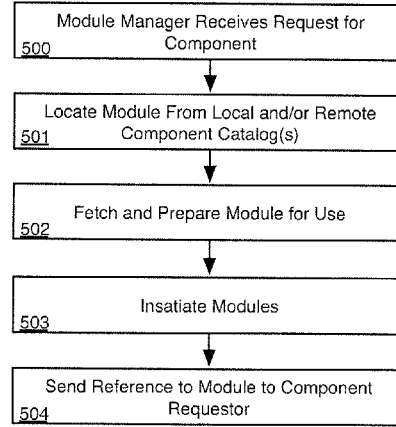 Module Manager Receives Request for
Component
500
Locate Module From Local and/or Remote
Component Catalog(s)
501
Fetch and Prepare Module for Use
502
Insatiate Modules
503
Send Reference to Module to Component
Requestor
504